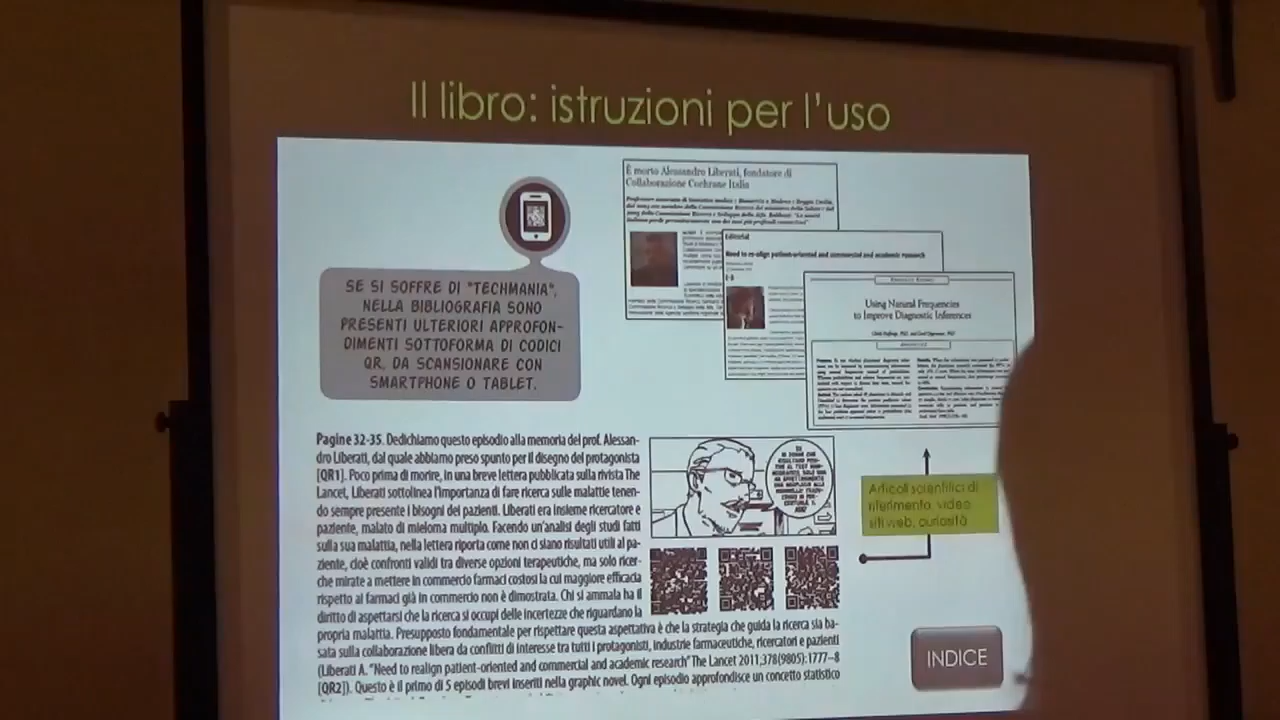 Il libro: istruzioni per l'uso
SE SI SOFFRE DI "TECHMANIA",
NELLA BIBLIOGRAFIA SONO
PRESENTI ULTERIORI APPROFON-
DIMENTI SOTTOFORMA DI CODICI
QR, DA SCANSIONARE CON
SMARTPHONE O TABLET.
È morto Alessandro Liberati, fondatore di
Collaborazione Cochrane Italia
Editorial
Need to re-align patient-oriented and commercial and academic research
Using Natural Frequencies
to Improve Diagnostic Inferences
Pagine 32-35. Dedichiamo questo episodio alla memoria del prof. Alessan-
dro Liberati, dal quale abbiamo preso spunto per il disegno del protagonista
[QR1]. Poco prima di morire, in una breve lettera pubblicata sulla rivista The
Lancet, Liberati sottolinea l'importanza di fare ricerca sulle malattie tenen-
do sempre presente i bisogni dei pazienti. Liberati era insieme ricercatore e
paziente, malato di mieloma multiplo. Facendo un'analisi degli studi fatti
sulla sua malattia, nella lettera riporta come non ci siano risultati utili al pa-
ziente, cioè confronti validi tra diverse opzioni terapeutiche, ma solo ricer-
che mirate a mettere in commercio farmaci costosi la cui maggiore efficacia
rispetto ai farmaci già in commercio non è dimostrata. Chi si ammala ha il
diritto di aspettarsi che la ricerca si occupi delle incertezze che riguardano la
propria malattia. Presupposto fondamentale per rispettare questa aspettativa è che la strategia che guida la ricerca sia ba-
sata sulla collaborazione libera da conflitti di interesse tra tutti i protagonisti, industrie farmaceutiche, ricercatori e pazienti
(Liberati A. "Need to realign patient-oriented and commercial and academic research" The Lancet 2011;378(9805):1777–8
[QR2]). Questo è il primo di 5 episodi brevi inseriti nella graphic novel. Ogni episodio approfondisce un concetto statistico
Articoli scientifici di
riferimento, video
siti web, curiosità
INDICE